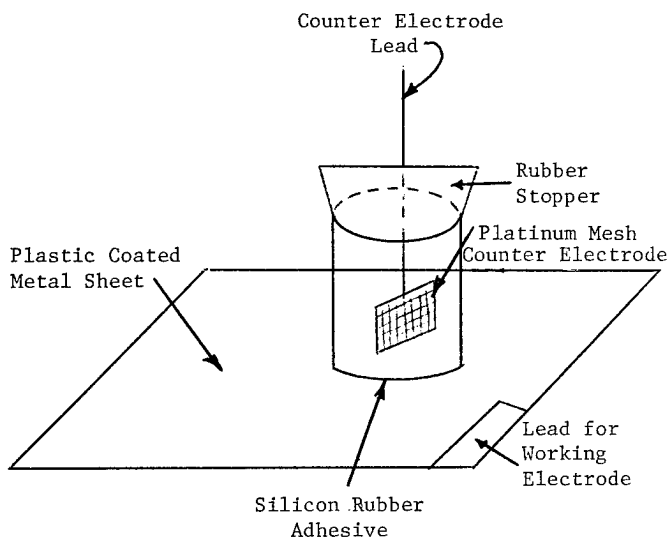 Counter Electrode
Lead
Rubber
Stopper
Platinum Mesh
Counter Electrode
Plastic Coated
Metal Sheet
Lead for
Working
Electrode
Silicon Rubber
Adhesive